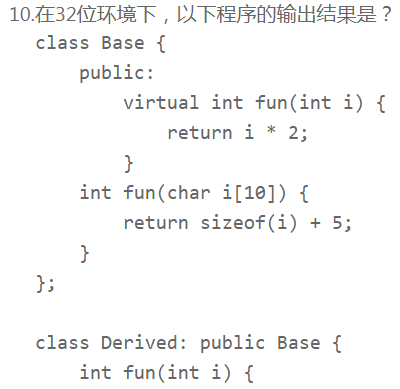 10.在32位环境下，以下程序的输出结果是？
class Base {
    public:
        virtual int fun(int i) {
            return i * 2;
        }
    int fun(char i[10]) {
        return sizeof(i) + 5;
    }
};

class Derived: public Base {
    int fun(int i) {